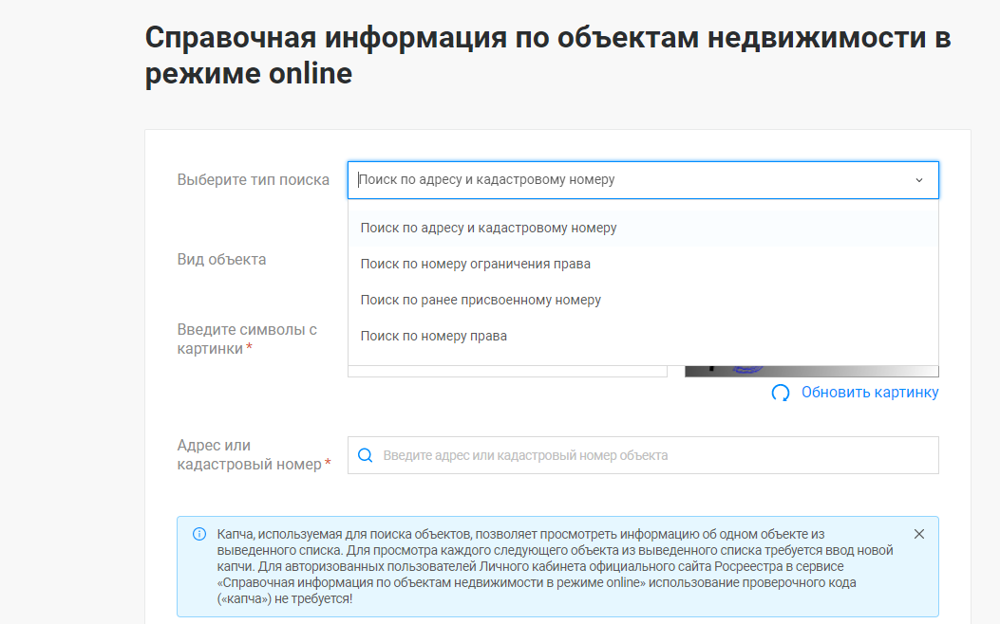 Справочная информация по объектам недвижимости в
режиме online
Выберите тип поиска
Поиск по адресу и кадастровому номеру
Поиск по адресу и кадастровому номеру
Поиск по номеру ограничения права
Поиск по ранее присвоенному номеру
Поиск по номеру права
Вид объекта
Введите символы с
картинки *
Обновить картинку
Адрес или
кадастровый номер *
Введите адрес или кадастровый номер объекта
Капча, используемая для поиска объектов, позволяет просмотреть информацию об одном объекте из
выведенного списка. Для просмотра каждого следующего объекта из выведенного списка требуется ввод новой
капчи. Для авторизованных пользователей Личного кабинета официального сайта Росреестра в сервисе
«Справочная информация по объектам недвижимости в режиме online» использование проверочного кода
(«капча») не требуется!